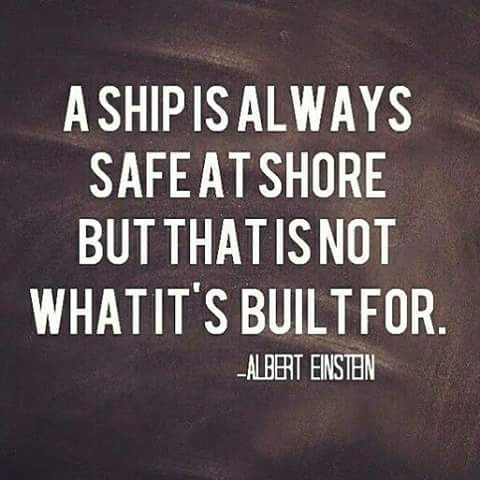 A SHIP IS ALWAYS
SAFE AT SHORE
BUT THAT IS NOT
WHAT IT'S BUILT FOR.
-ALBERT EINSTEIN